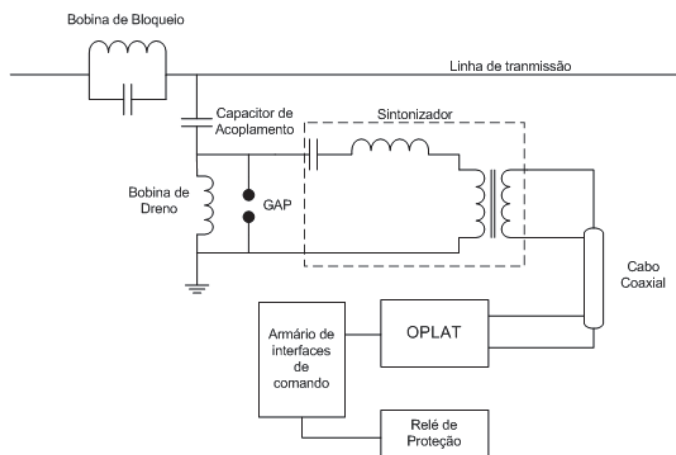 Bobina de Bloqueio
Linha de tranmissão
Capacitor de
Acoplamento
Sintonizador
Bobina de
Dreno
GAP
Cabo
Coaxial
Armário de
interfaces
de
comando
OPLAT
Relé de
Proteção